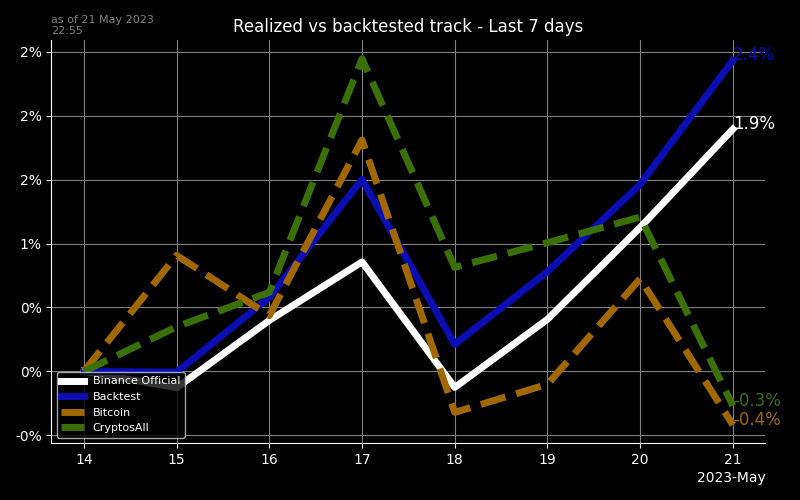 as of 21 May 2023
22:55
Realized vs backtested track - Last 7 days
2%
2%
2%
1%
0%
0%
-0%
2.4%
1.9%
-0.3%
-0.4%
Binance Official
Backtest
Bitcoin
CryptosAll
14 15 16 17 18 19 20 21
2023-May